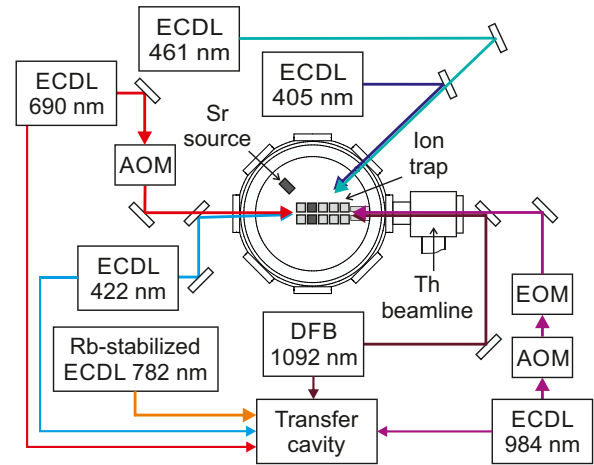 ECDL
461 nm
ECDL
690 nm
ECDL
405 nm
Sr
source
Ion
trap
AOM
ECDL
422 nm
Th
beamline
EOM
DFB
1092 nm
AOM
Rb-stabilized
ECDL 782 nm
Transfer
cavity
ECDL
984 nm